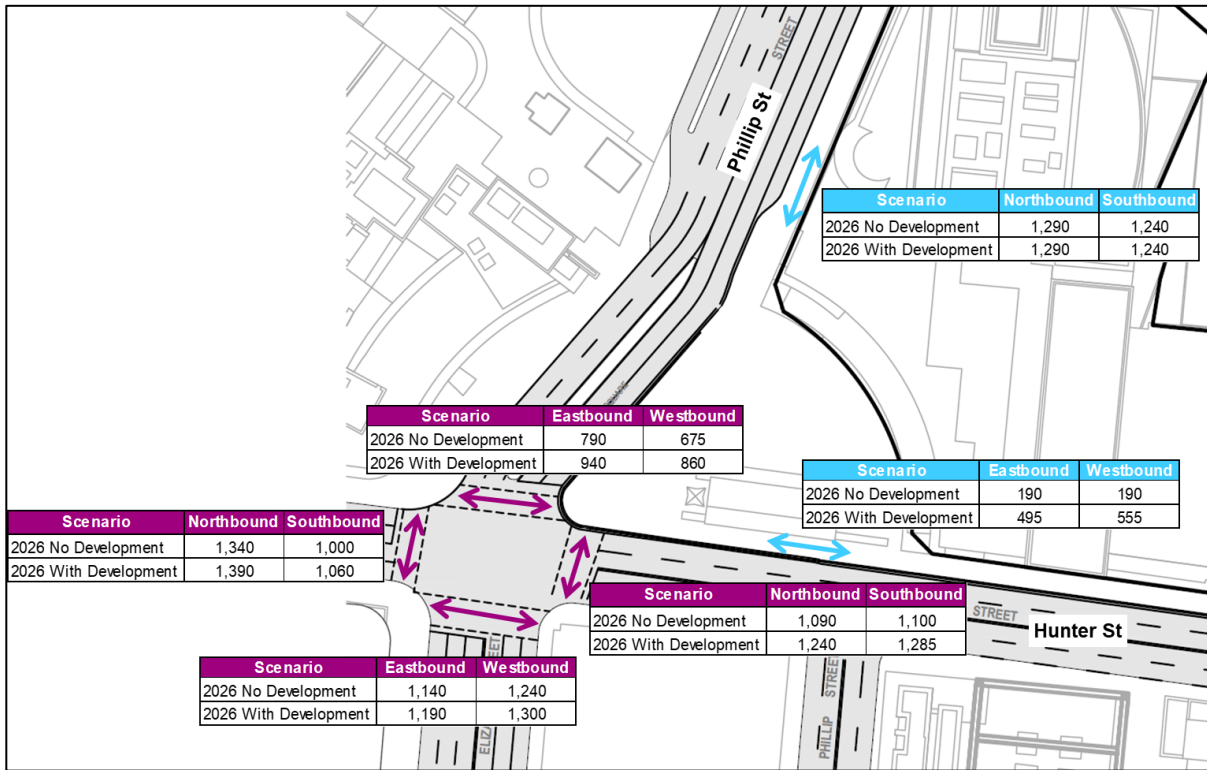 STREET
Phillip St
Scenario Northbound Southbound
2026 No Development 1,290 1,240
2026 With Development 1,290 1,240
Scenario Eastbound Westbound
2026 No Development 790 675
2026 With Development 940 860
Scenario Eastbound Westbound
2026 No Development 190 190
2026 With Development 495 555
Scenario Northbound Southbound
2026 No Development 1,340 1,000
2026 With Development 1,390 1,060
Scenario Northbound Southbound
2026 No Development 1,090 1,100
2026 With Development 1,240 1,285
STREET
Hunter St
Scenario Eastbound Westbound
2026 No Development 1,140 1,240
2026 With Development 1,190 1,300
PHILLIP STREET